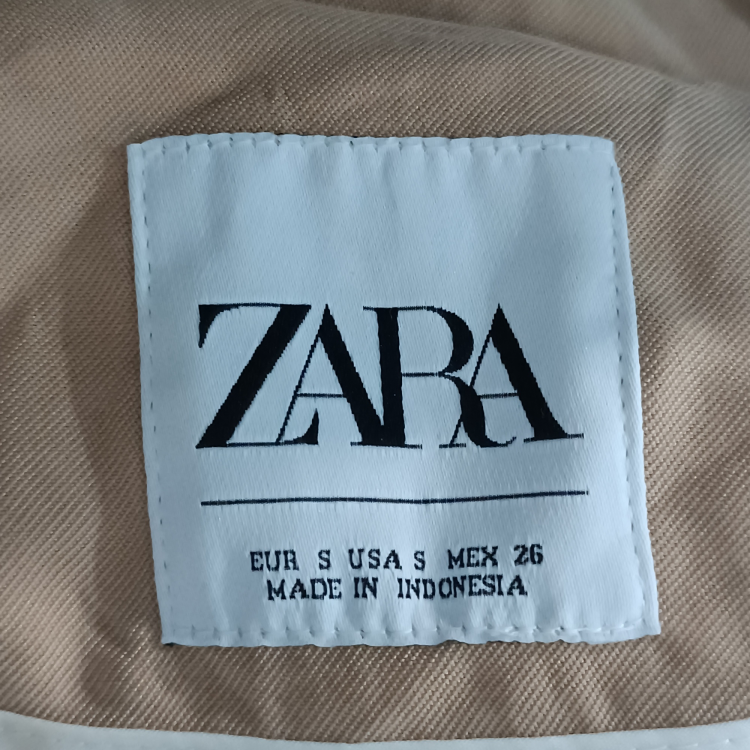 ZARA
EUR S USA S MEX 26
MADE IN INDONESIA